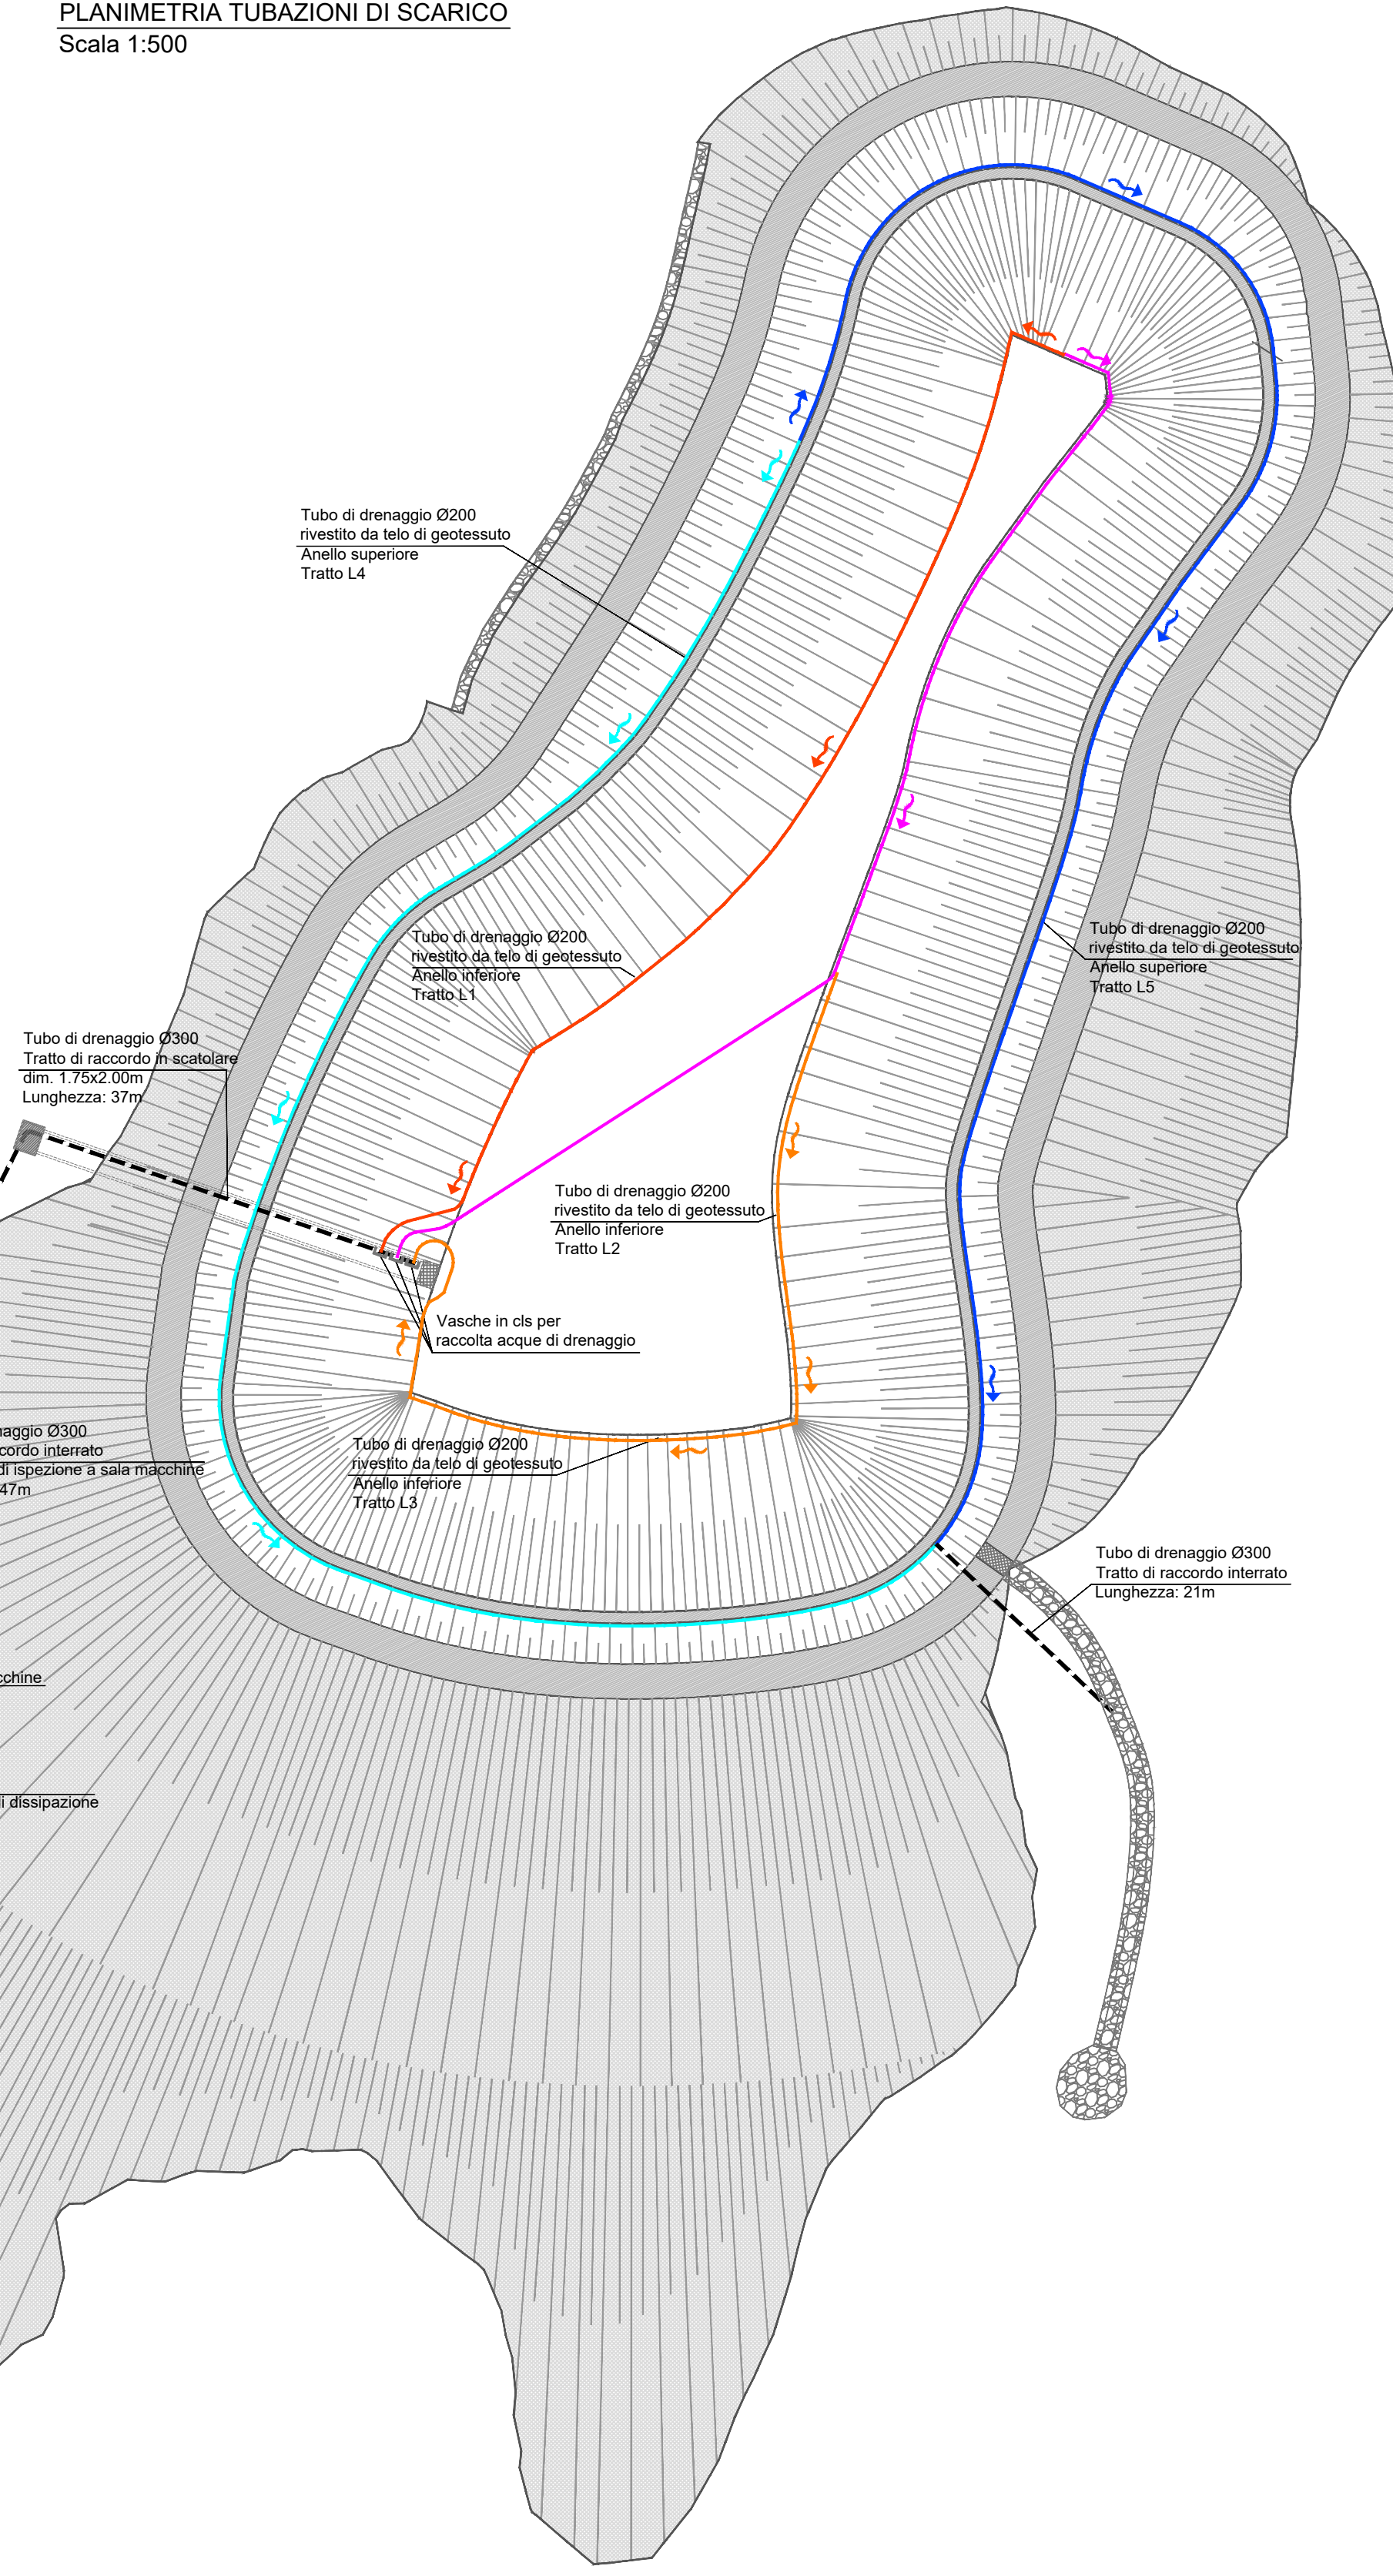 PLANIMETRIA TUBAZIONI DI SCARICO
Scala 1:500
Tubo di drenaggio Ø200
rivestito da telo di geotessuto
Anello superiore
Tratto L4
Tubo di drenaggio Ø200
rivestito da telo di geotessuto
Anello inferiore
Tratto L1
Tubo di drenaggio Ø200
rivestito da telo di geotessuto
Anello superiore
Tratto L5
Tubo di drenaggio Ø300
Tratto di raccordo in scatolare
dim. 1.75x2.00m
Lunghezza: 37m
Tubo di drenaggio Ø200
rivestito da telo di geotessuto
Anello inferiore
Tratto L2
Vasche in cls per
raccolta acque di drenaggio
naggio Ø300
cordo interrato
di ispezione a sala macchine
47m
Tubo di drenaggio Ø200
rivestito da telo di geotessuto
Anello inferiore
Tratto L3
Tubo di drenaggio Ø300
Tratto di raccordo interrato
Lunghezza: 21m
cchine
i dissipazione